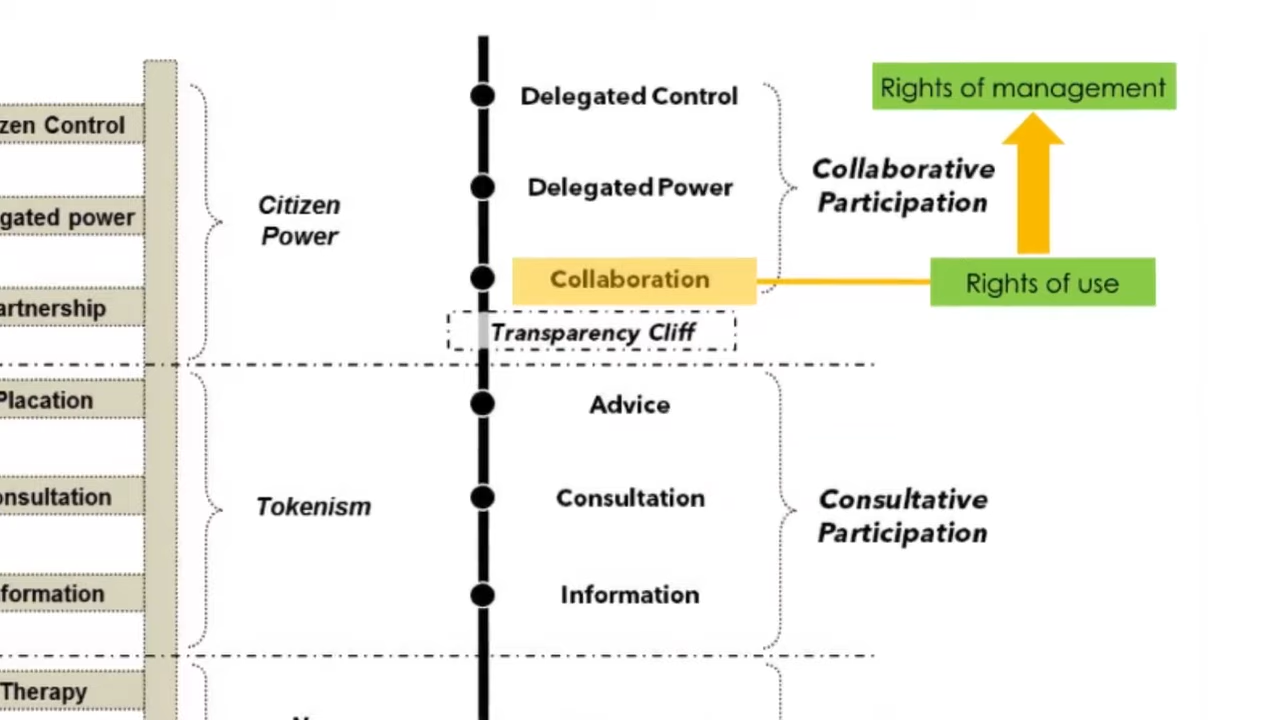 zen Control
gated power
artnership
Placation
onsultation
formation
Therapy
Citizen
Power
Tokenism
Delegated Control
Delegated Power
Collaboration
Transparency Cliff
Advice
Consultation
Information
Collaborative
Participation
Consultative
Participation
Rights of management
Rights of use